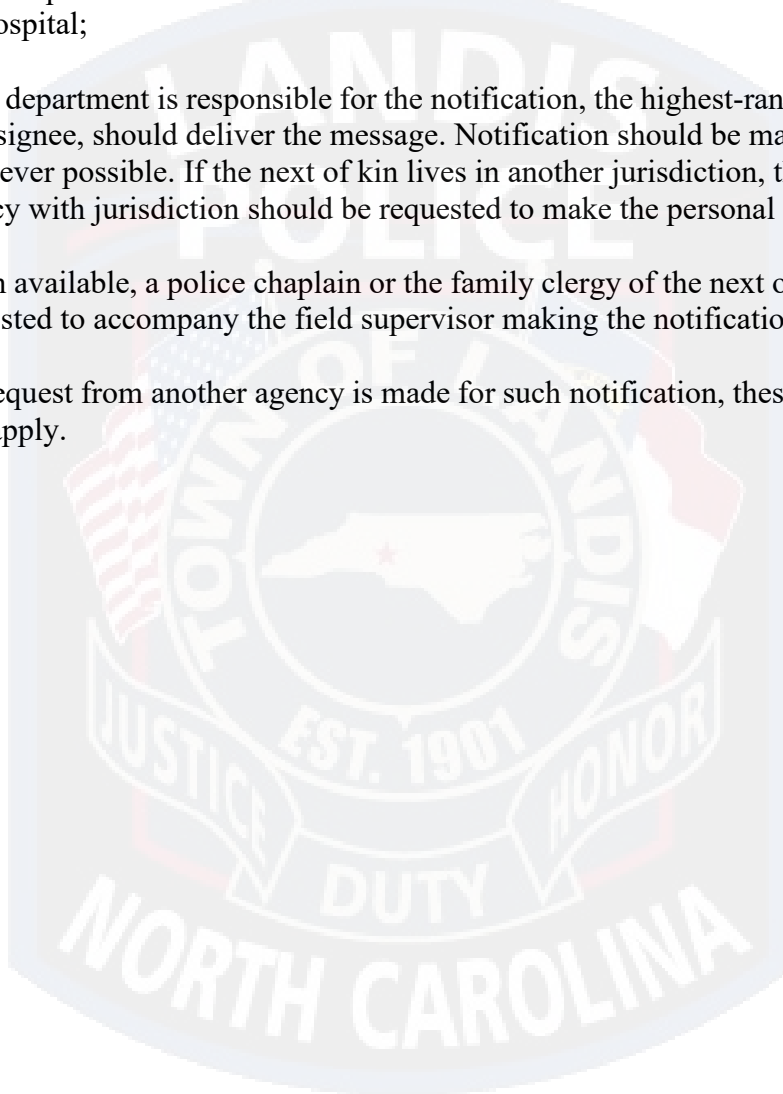 ospital;
department is responsible for the notification, the highest-ran
signee, should deliver the message. Notification should be ma
ever possible. If the next of kin lives in another jurisdiction, t
cy with jurisdiction should be requested to make the personal
n available, a police chaplain or the family clergy of the next o
sted to accompany the field supervisor making the notificatio
equest from another agency is made for such notification, thes
apply.
LANDIS
POLICE
TOWN OF LANDIS
EST. 1901
JUSTICE
HONOR
DUTY
NORTH CAROLINA